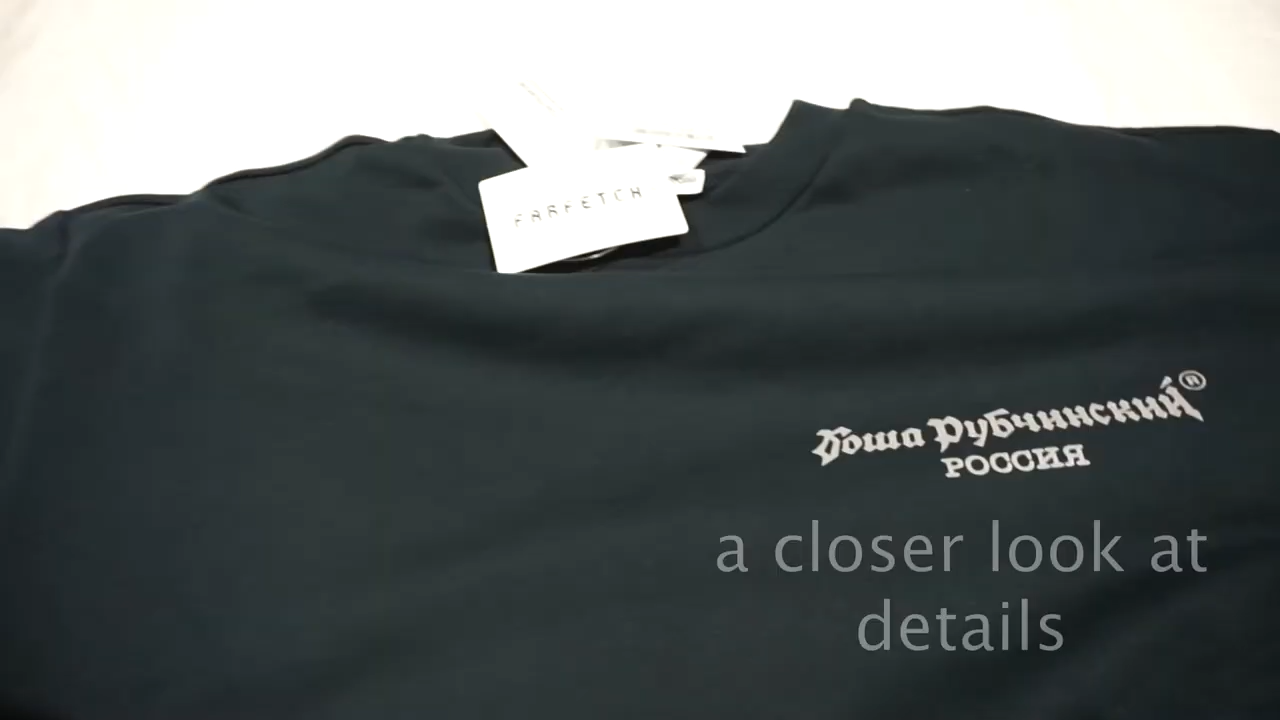 FARFETCH
Гоша Рубчинский®
РОССИЯ
a closer look at
details